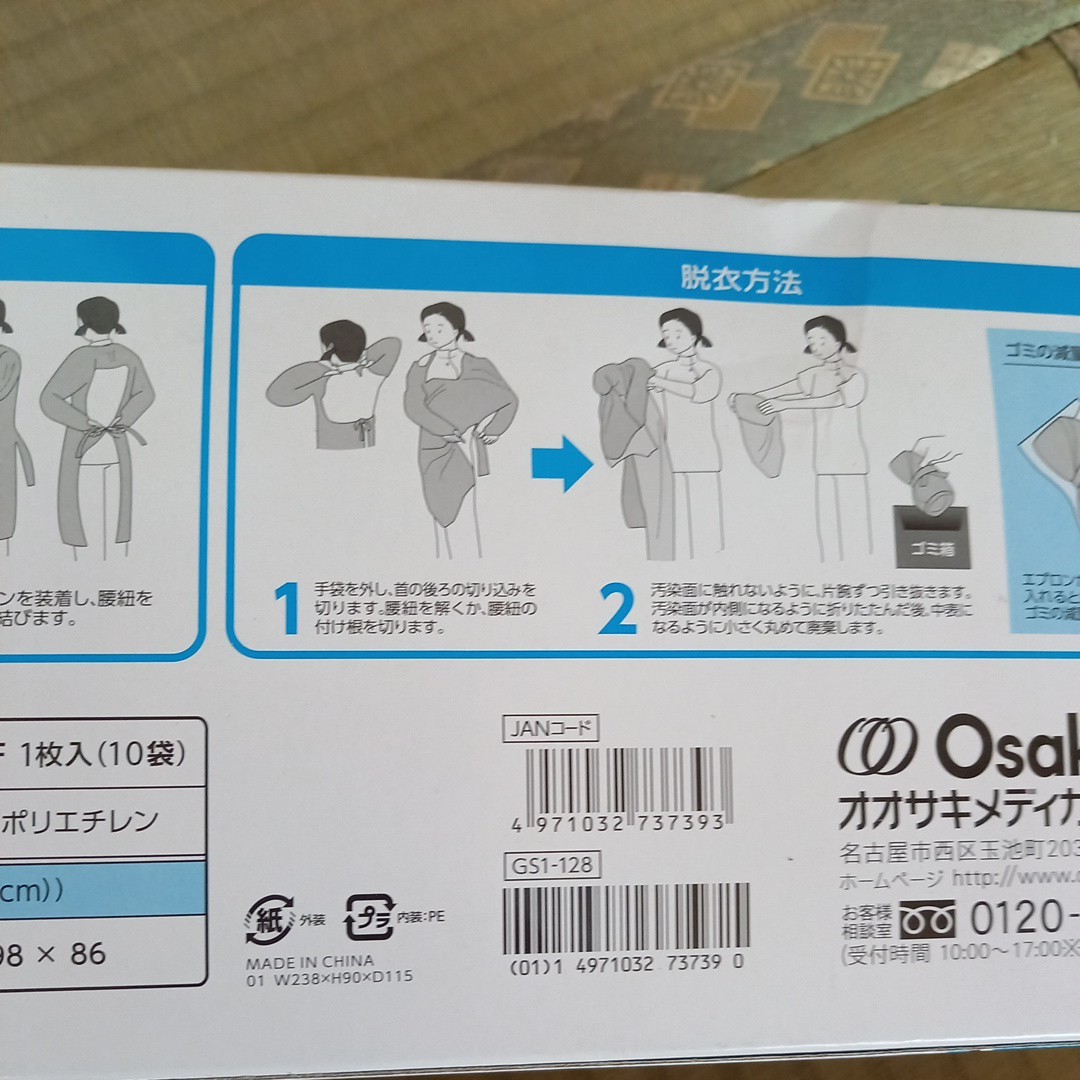 脱衣方法
ゴミの減量
ゴミ箱
ンを装着し、腰紐を
結びます。
1
手袋を外し、首の後ろの切り込みを
切ります。腰紐を解くか、腰紐の
付け根を切ります。
2
汚染面に触れないように、片腕ずつ引き抜きます。
汚染面が内側になるように折りたたんだ後、中表に
なるように小さく丸めて廃棄します。
エプロン
入れると
ゴミの減
1枚入(10袋)
ポリエチレン
cm))
98 × 86
紙 外装
プラ 内装:PE
MADE IN CHINA
01 W238×H90×D115
JANコード
4 971032 737393
GS1-128
(01)1 4971032 73739 0
Osak
オオサキメディカ
名古屋市西区玉池町203
ホームページ http://www.
お客様
相談室
0120-
(受付時間 10:00~17:00※